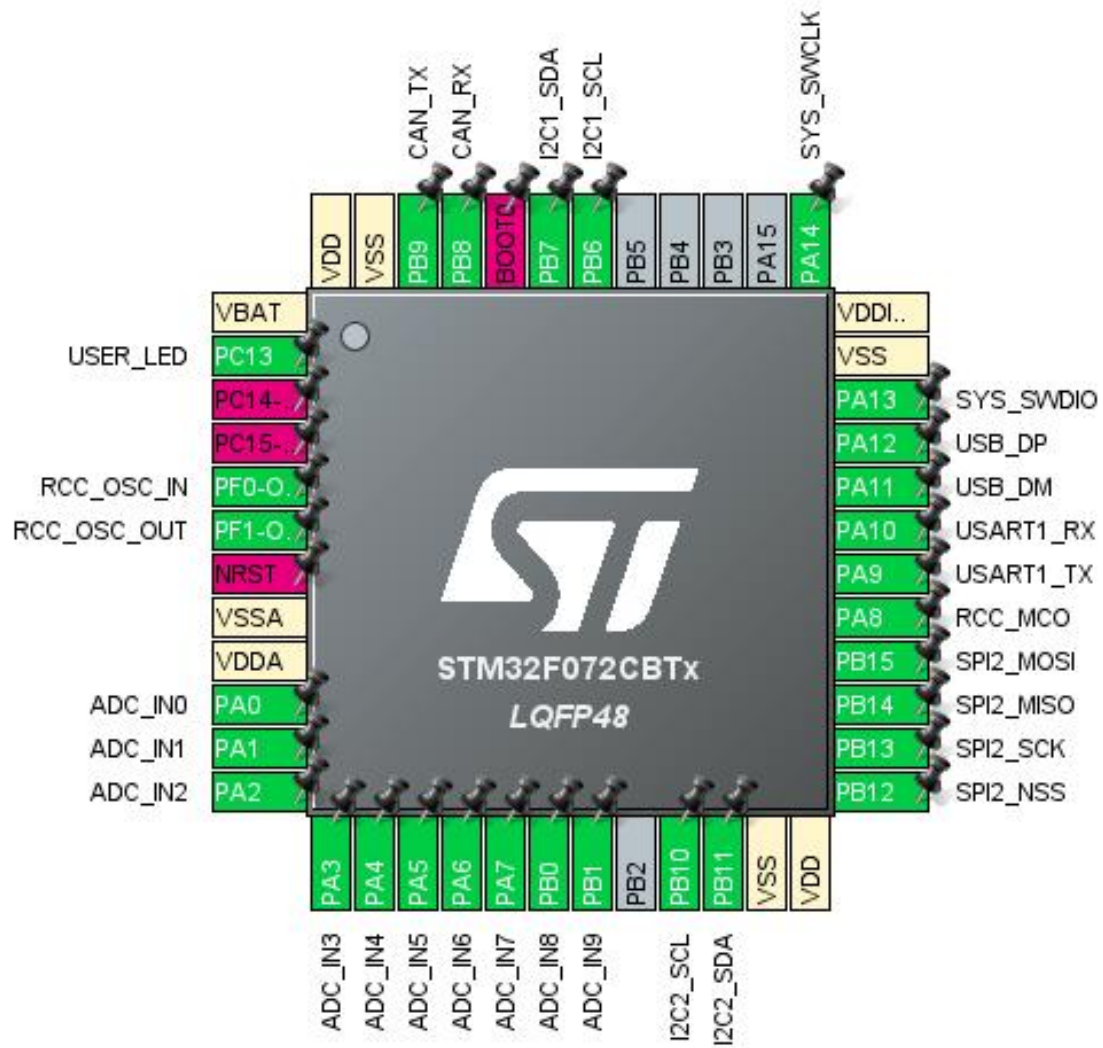 CAN_TX
CAN_RX
I2C1_SDA
I2C1_SCL
SYS_SWCLK
VDD
VSS
PB9
PB8
BOOT0
PB7
PB6
PB5
PB4
PB3
PA15
PA14
VBAT
USER_LED PC13
PC14-..
PC15-..
RCC_OSC_IN PF0-O..
RCC_OSC_OUT PF1-O..
NRST
VSSA
VDDA
ADC_IN0 PA0
ADC_IN1 PA1
ADC_IN2 PA2
VDDI..
VSS
PA13 SYS_SWDIO
PA12 USB_DP
PA11 USB_DM
PA10 USART1_RX
PA9 USART1_TX
PA8 RCC_MCO
PB15 SPI2_MOSI
PB14 SPI2_MISO
PB13 SPI2_SCK
PB12 SPI2_NSS
ST
STM32F072CBTx
LQFP48
PA3
PA4
PA5
PA6
PA7
PB0
PB1
PB2
PB10
PB11
VSS
VDD
ADC_IN3
ADC_IN4
ADC_IN5
ADC_IN6
ADC_IN7
ADC_IN8
ADC_IN9
I2C2_SCL
I2C2_SDA